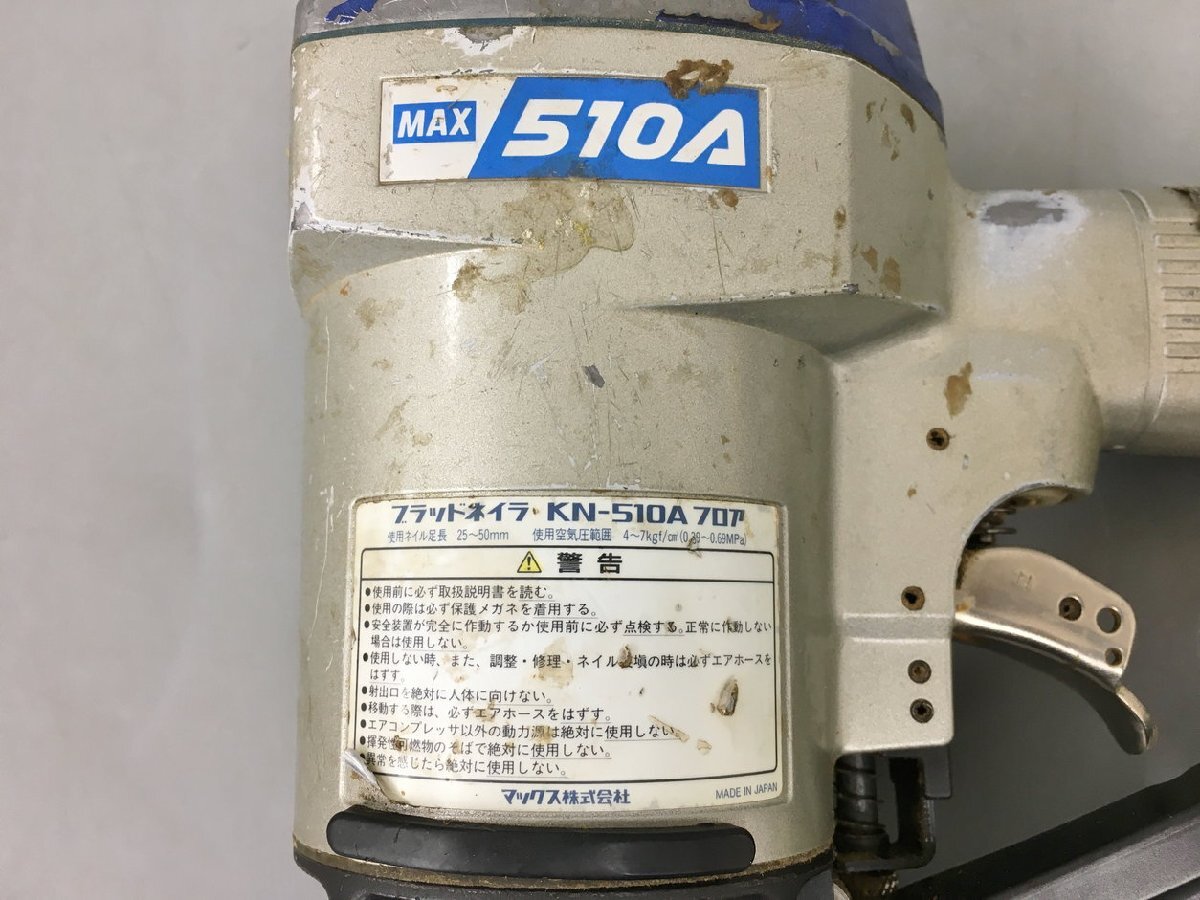 MAX 510A
ブラッドネイラ KN-510A フロア
使用ネイル足長 25～50mm 使用空気圧範囲 4～7kgf/c㎡(0.39～0.69MPa)
警告
●使用前に必ず取扱説明書を読む。
●使用の際は必ず保護メガネを着用する。
●安全装置が完全に作動するか使用前に必ず点検する。正常に作動しない
場合は使用しない。
●使用しない時、また、調整・修理・ネイル装塡の時は必ずエアホースを
はずす。
●射出口を絶対に人体に向けない。
●移動する際は、必ずエアホースをはずす。
●エアコンプレッサ以外の動力源は絶対に使用しない。
●揮発性可燃物のそばで絶対に使用しない。
●異常を感じたら絶対に使用しない。
マックス株式会社
MADE IN JAPAN